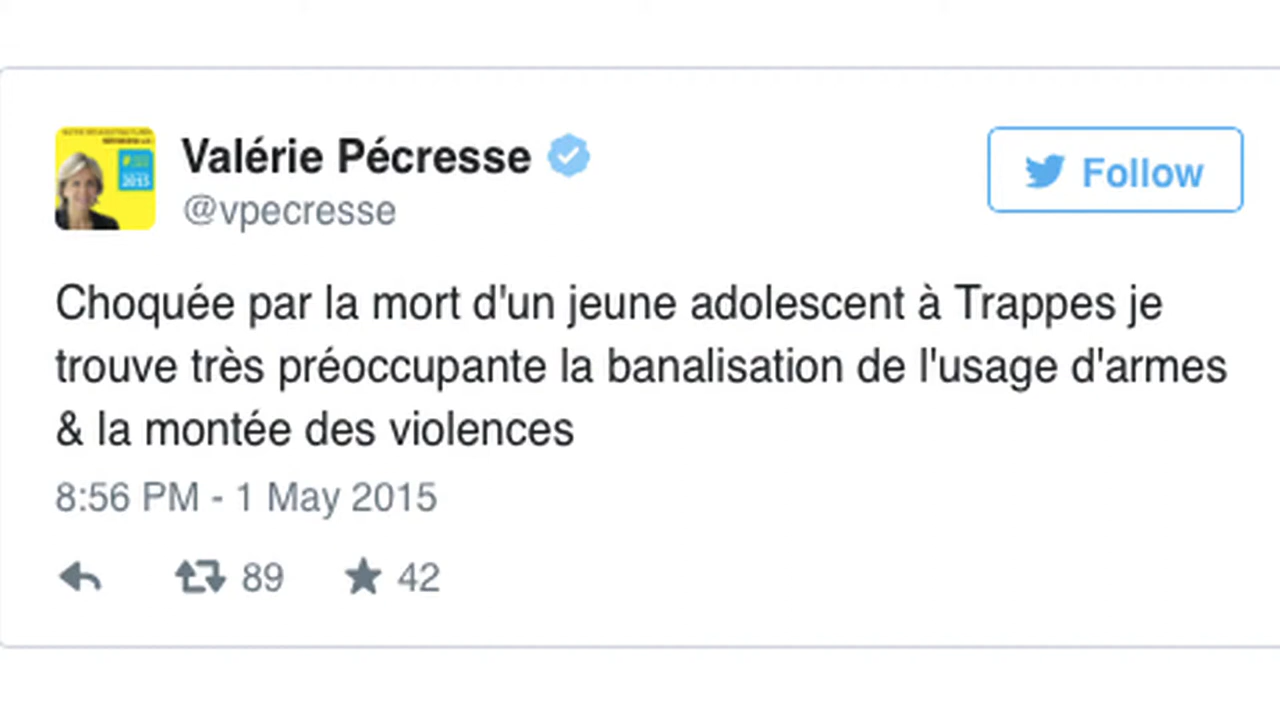 Valérie Pécresse
@vpecresse
Follow
Choquée par la mort d'un jeune adolescent à Trappes je
trouve très préoccupante la banalisation de l'usage d'armes
& la montée des violences
8:56 PM - 1 May 2015
89 42
2015